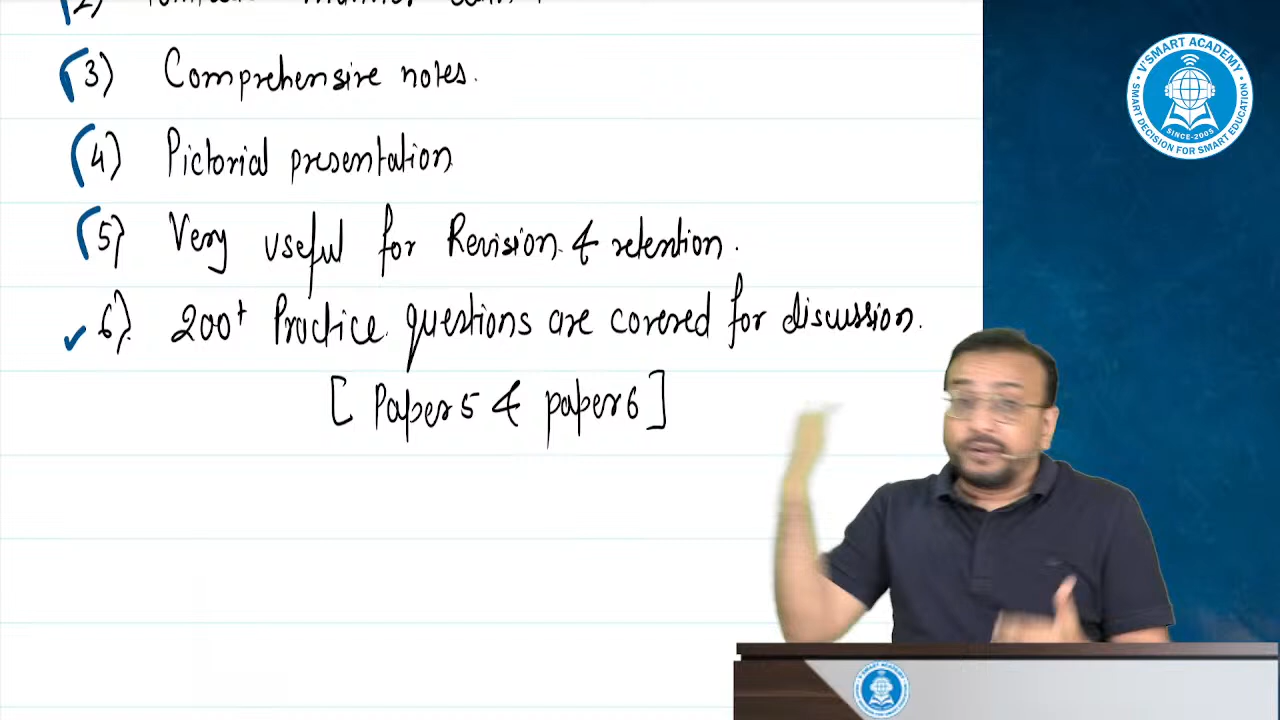 2)
3) Comprehensive notes.
4) Pictorial presentation
5) Very useful for Revision & retention.
6) 200+ Practice questions are covered for discussion.
[Paper 5 & paper 6]
V'SMART ACADEMY
SINCE-2005
SMART DECISION FOR SMART EDUCATION